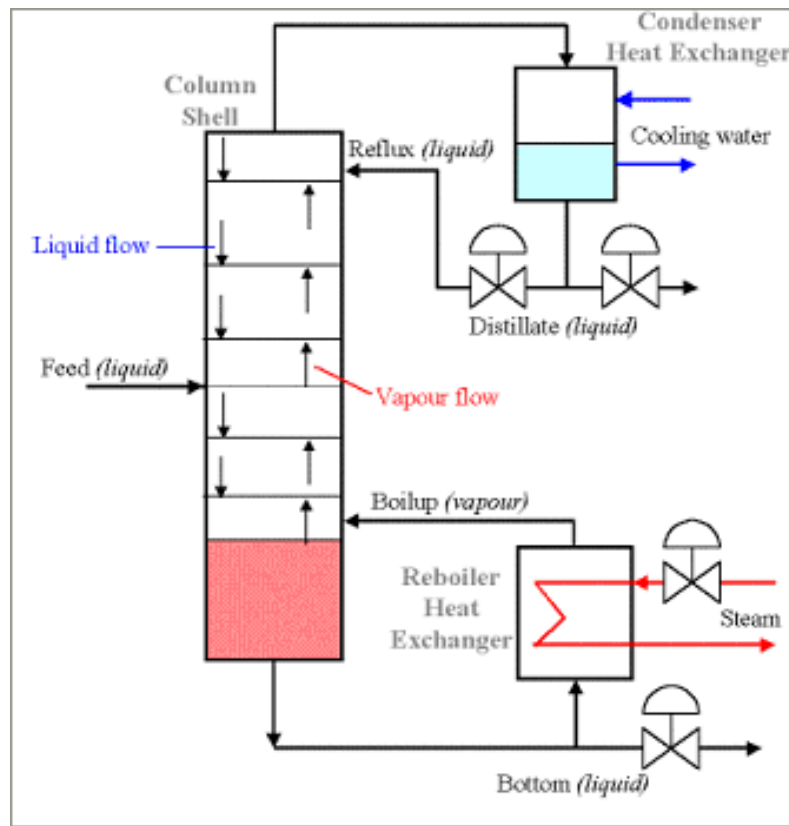 Condenser
Heat Exchanger
Column
Shell
Cooling water
Reflux (liquid)
Liquid flow
Distillate (liquid)
Feed (liquid)
Vapour flow
Boilup (vapour)
Reboiler
Heat
Exchanger
Steam
Bottom (liquid)